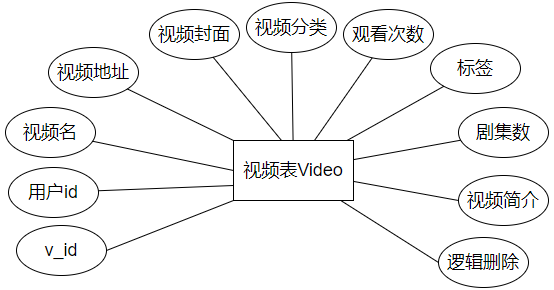 视频封面
视频分类
观看次数
视频地址
标签
视频名
剧集数
视频表Video
用户id
视频简介
v_id
逻辑删除